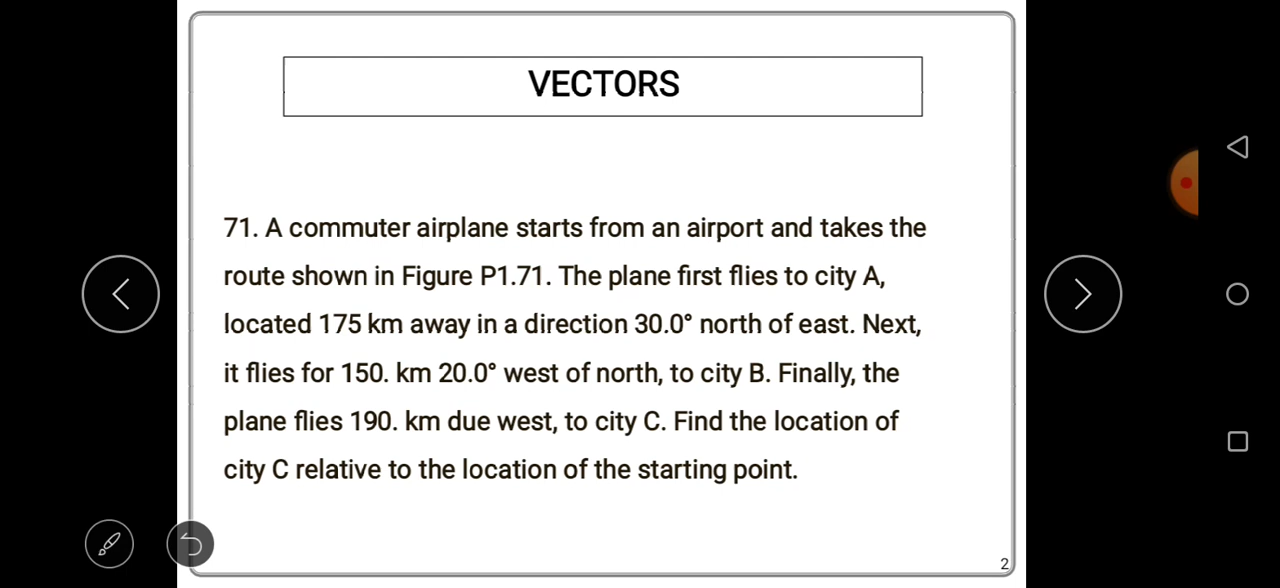 VECTORS
71. A commuter airplane starts from an airport and takes the
route shown in Figure P1.71. The plane first flies to city A,
located 175 km away in a direction 30.0° north of east. Next,
it flies for 150. km 20.0° west of north, to city B. Finally, the
plane flies 190. km due west, to city C. Find the location of
city C relative to the location of the starting point.
2